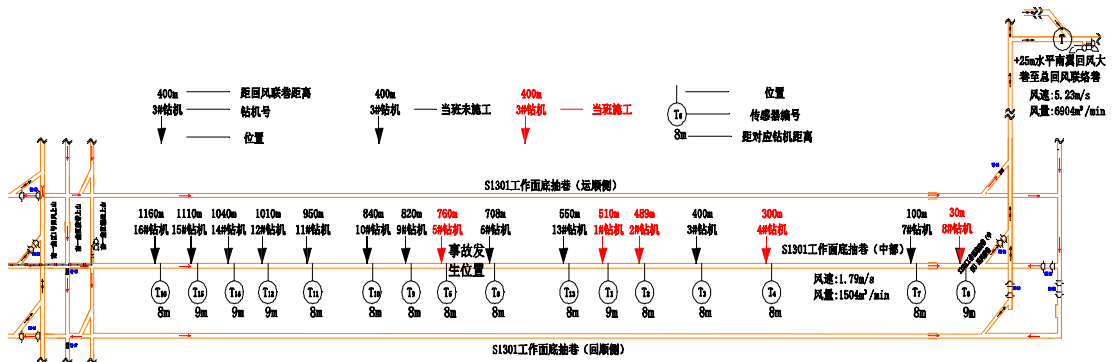 T
+25m水平南翼回风大
巷至总回风联络巷
风速:5.23m/s
风量:6904m³/min
400m
距回风联巷距离
3#钻机
钻机号
位置
400m
3#钻机
当班未施工
400m
3#钻机
当班施工
位置
T₆
传感器编号
8m
距对应钻机距离
S1301工作面底抽巷（运顺侧）
1160m
16#钻机
1110m
15#钻机
1040m
14#钻机
1010m
12#钻机
950m
11#钻机
840m
10#钻机
820m
9#钻机
760m
5#钻机
708m
6#钻机
550m
13#钻机
510m
1#钻机
489m
2#钻机
400m
3#钻机
300m
4#钻机
100m
7#钻机
30m
8#钻机
事故发
生位置
S1301工作面底抽巷（中部）
风速:1.79m/s
风量:1504m³/min
T₁₆
T₁₅
T₁₄
T₁₂
T₁₁
T₁₀
T₉
T₅
T₆
T₁₃
T₁
T₂
T₃
T₄
T₇
T₈
8m
9m
9m
9m
8m
8m
8m
8m
8m
8m
9m
8m
8m
8m
8m
9m
S1301工作面底抽巷（回顺侧）